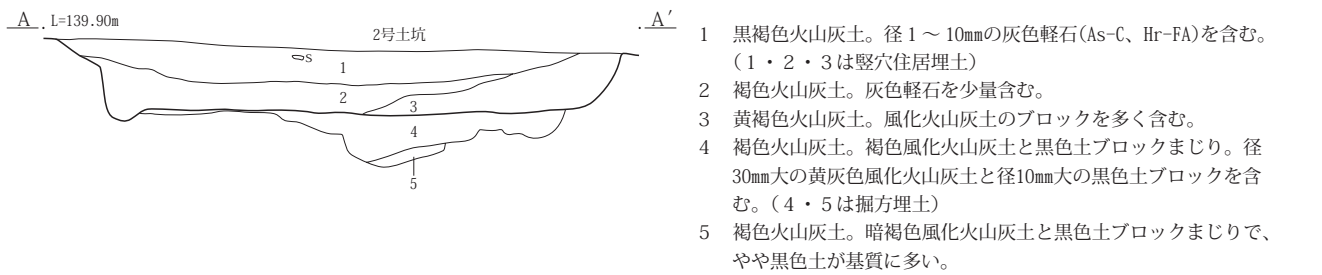 A L=139.90m
2号土坑
A′
S
1
2
3
4
5
1 黒褐色火山灰土。径1～10mmの灰色軽石(As-C、Hr-FA)を含む。
（1・2・3は竪穴住居埋土）
2 褐色火山灰土。灰色軽石を少量含む。
3 黄褐色火山灰土。風化火山灰土のブロックを多く含む。
4 褐色火山灰土。褐色風化火山灰土と黒色土ブロックまじり。径
30mm大の黄灰色風化火山灰土と径10mm大の黒色土ブロックを含
む。（4・5は掘方埋土）
5 褐色火山灰土。暗褐色風化火山灰土と黒色土ブロックまじりで、
やや黒色土が基質に多い。